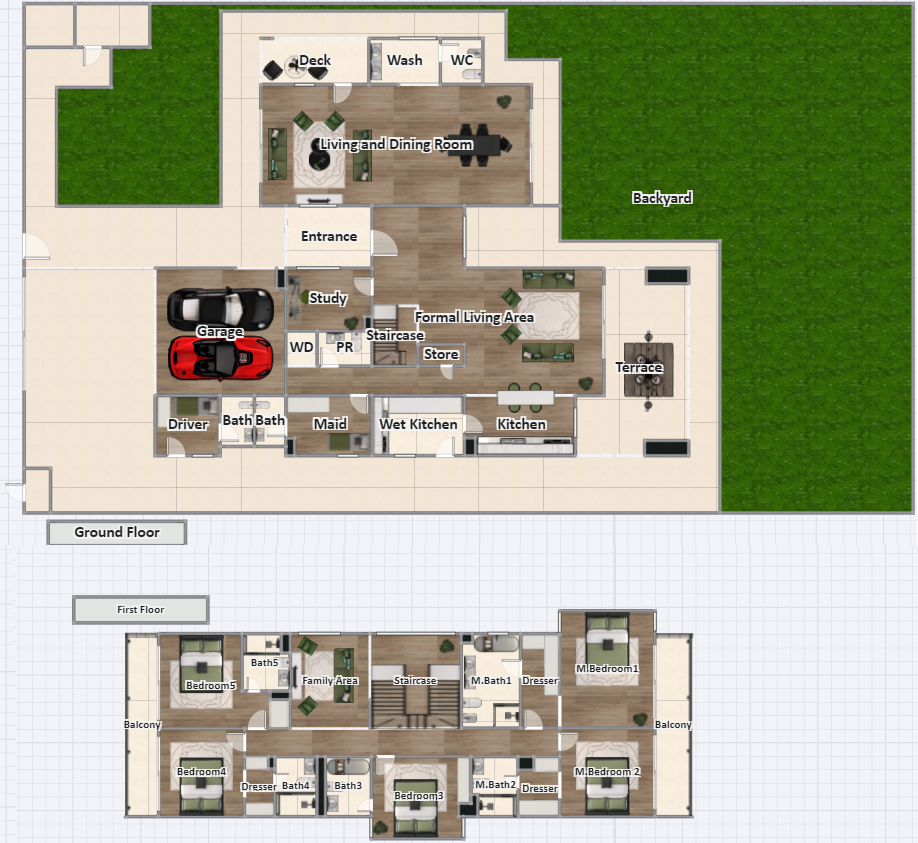 Deck
Wash
WC
Living and Dining Room
Backyard
Entrance
Study
Formal Living Area
Garage
Staircase
WD
PR
Store
Terrace
Driver
Bath
Bath
Maid
Wet Kitchen
Kitchen
Ground Floor
First Floor
Bath5
M.Bedroom1
Bedroom5
Family Area
Staircase
M.Bath1
Dresser
Balcony
Balcony
Bedroom4
M.Bedroom 2
Dresser
Bath4
Bath3
M.Bath2
Dresser
Bedroom3